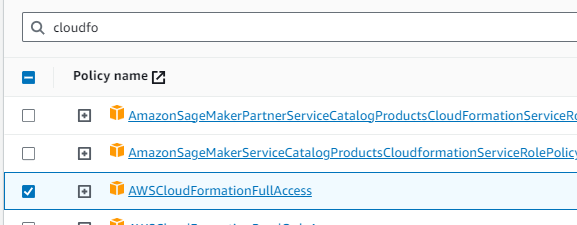 cloudfo
Policy name
AmazonSageMakerPartnerServiceCatalogProductsCloudFormationServiceRo
AmazonSageMakerServiceCatalogProductsCloudformationServiceRolePolicy
AWSCloudFormationFullAccess